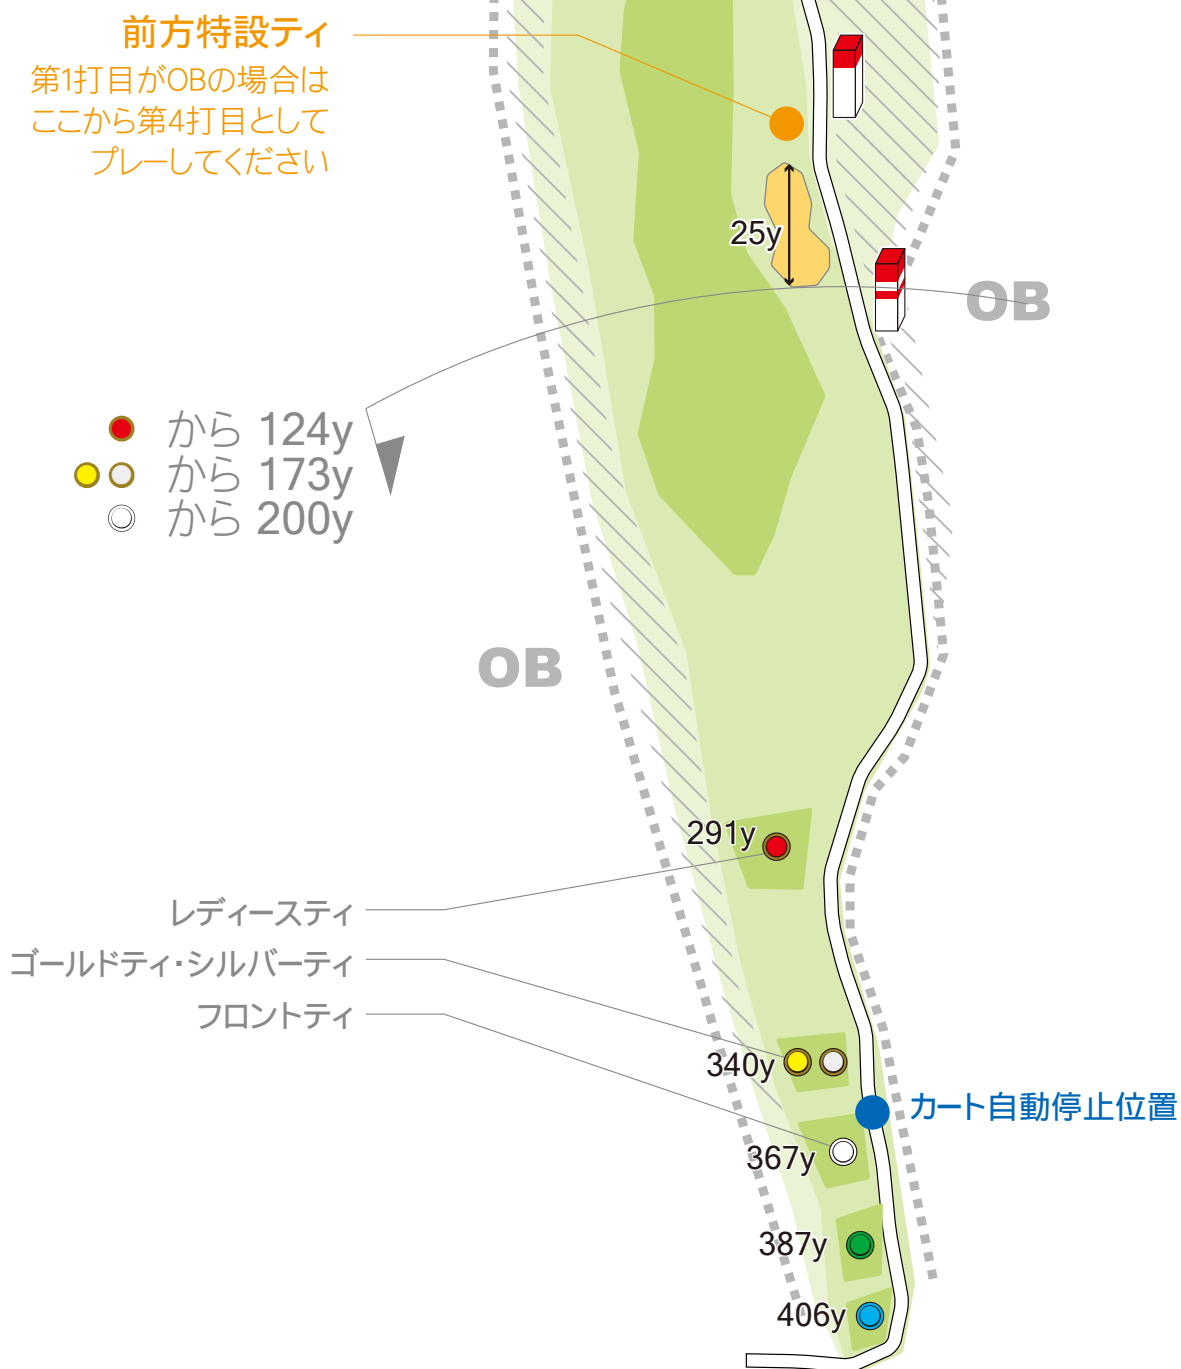 前方特設ティ
第1打目がOBの場合は
ここから第4打目として
プレーしてください
25y
OB
から 124y
から 173y
から 200y
OB
291y
レディースティ
ゴールドティ・シルバーティ
フロントティ
340y
カート自動停止位置
367y
387y
406y